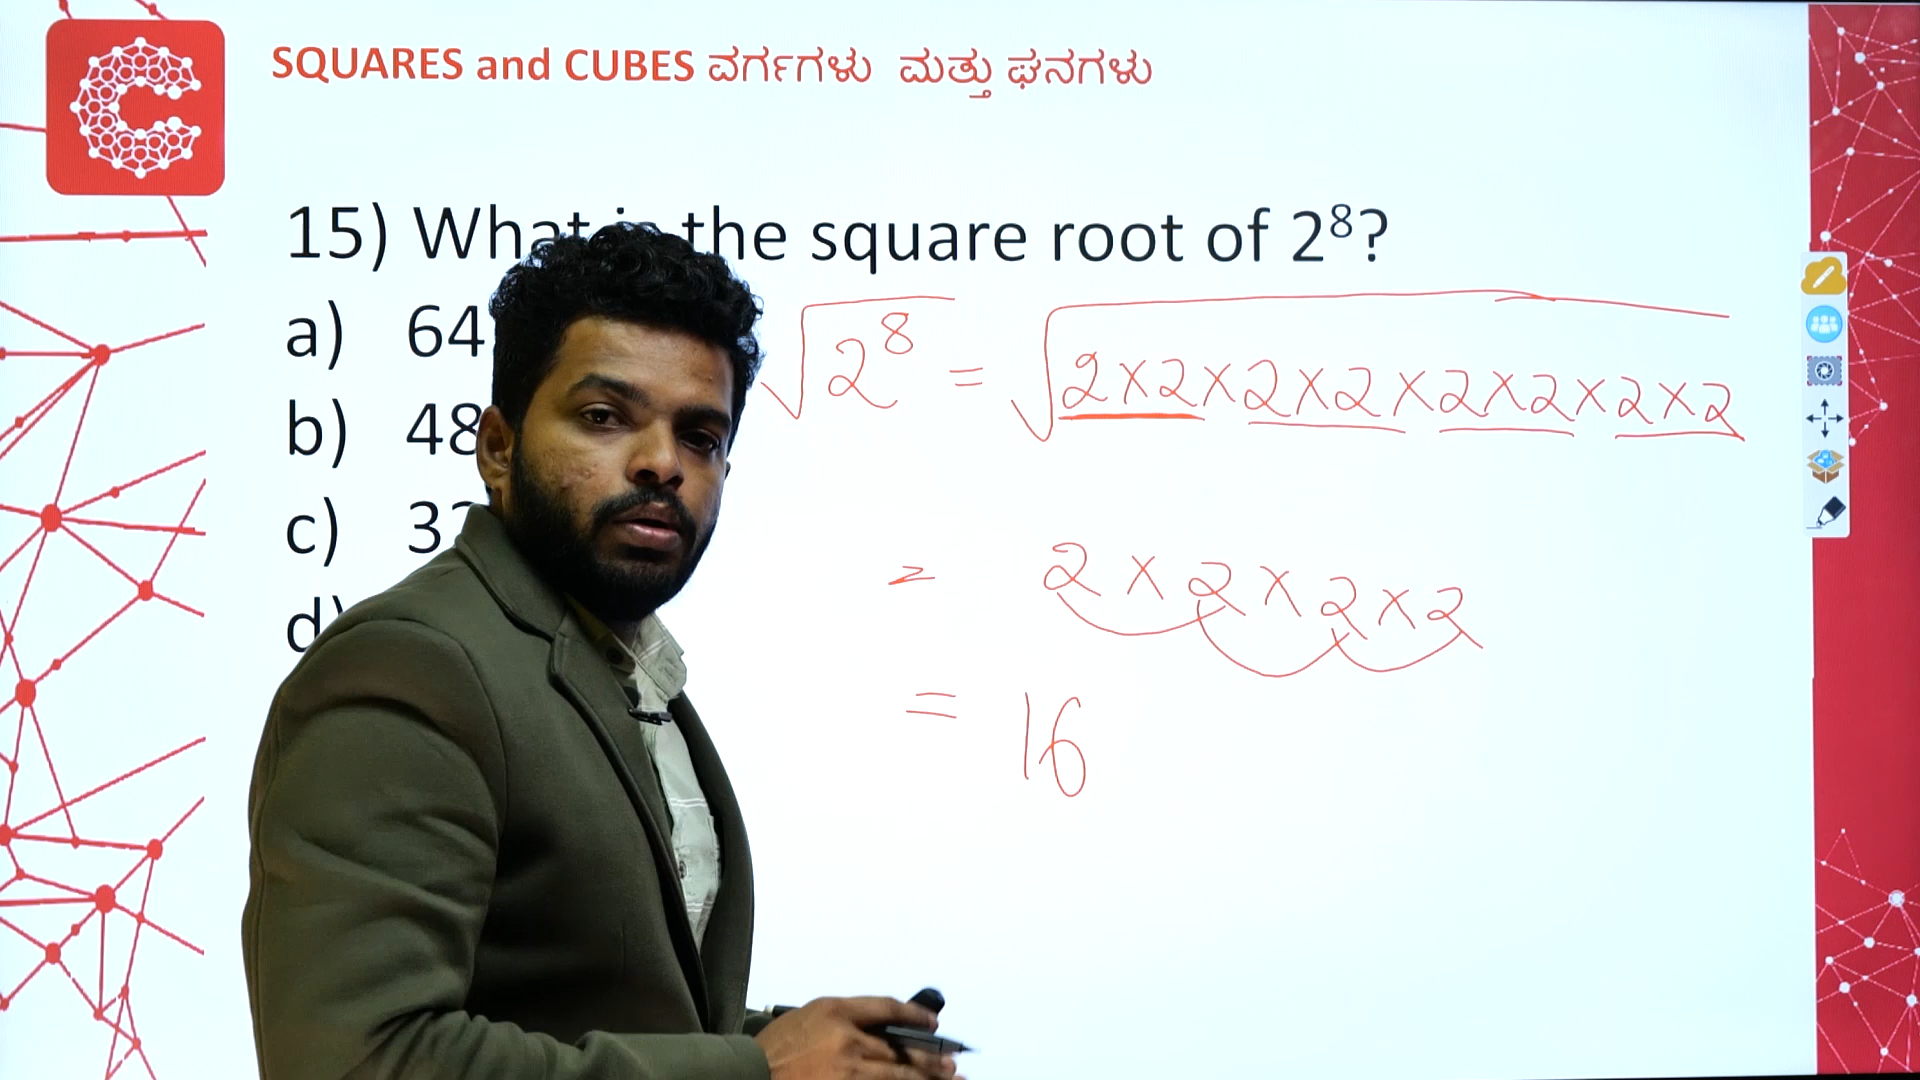 SQUARES and CUBES ವರ್ಗಗಳು ಮತ್ತು ಘನಗಳು
15) What is the square root of 2⁸?
a) 64
b) 48
c)
d)
√2⁸ = √2×2×2×2×2×2×2×2
= 2×2×2×2
= 16